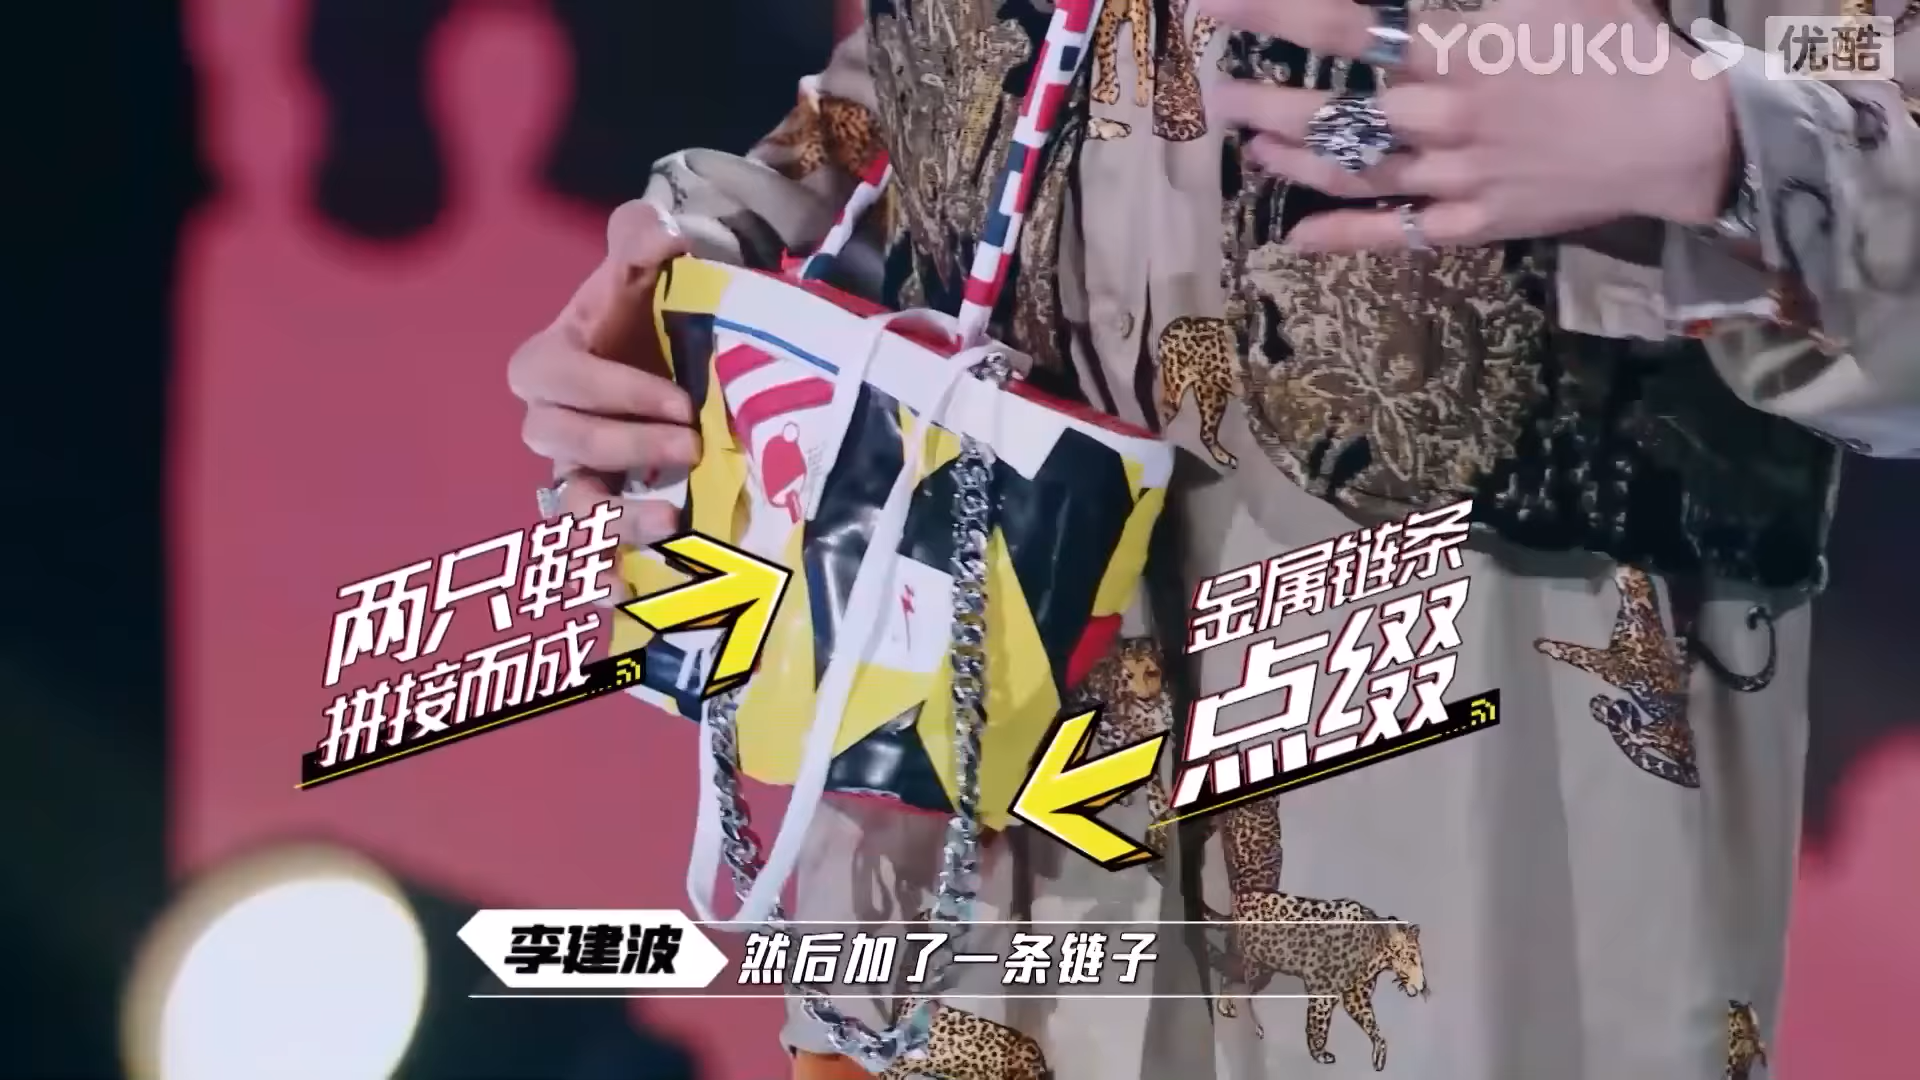 YOUKU 优酷
两只鞋
拼接而成
金属链条
点缀
李建波 然后加了一条链子